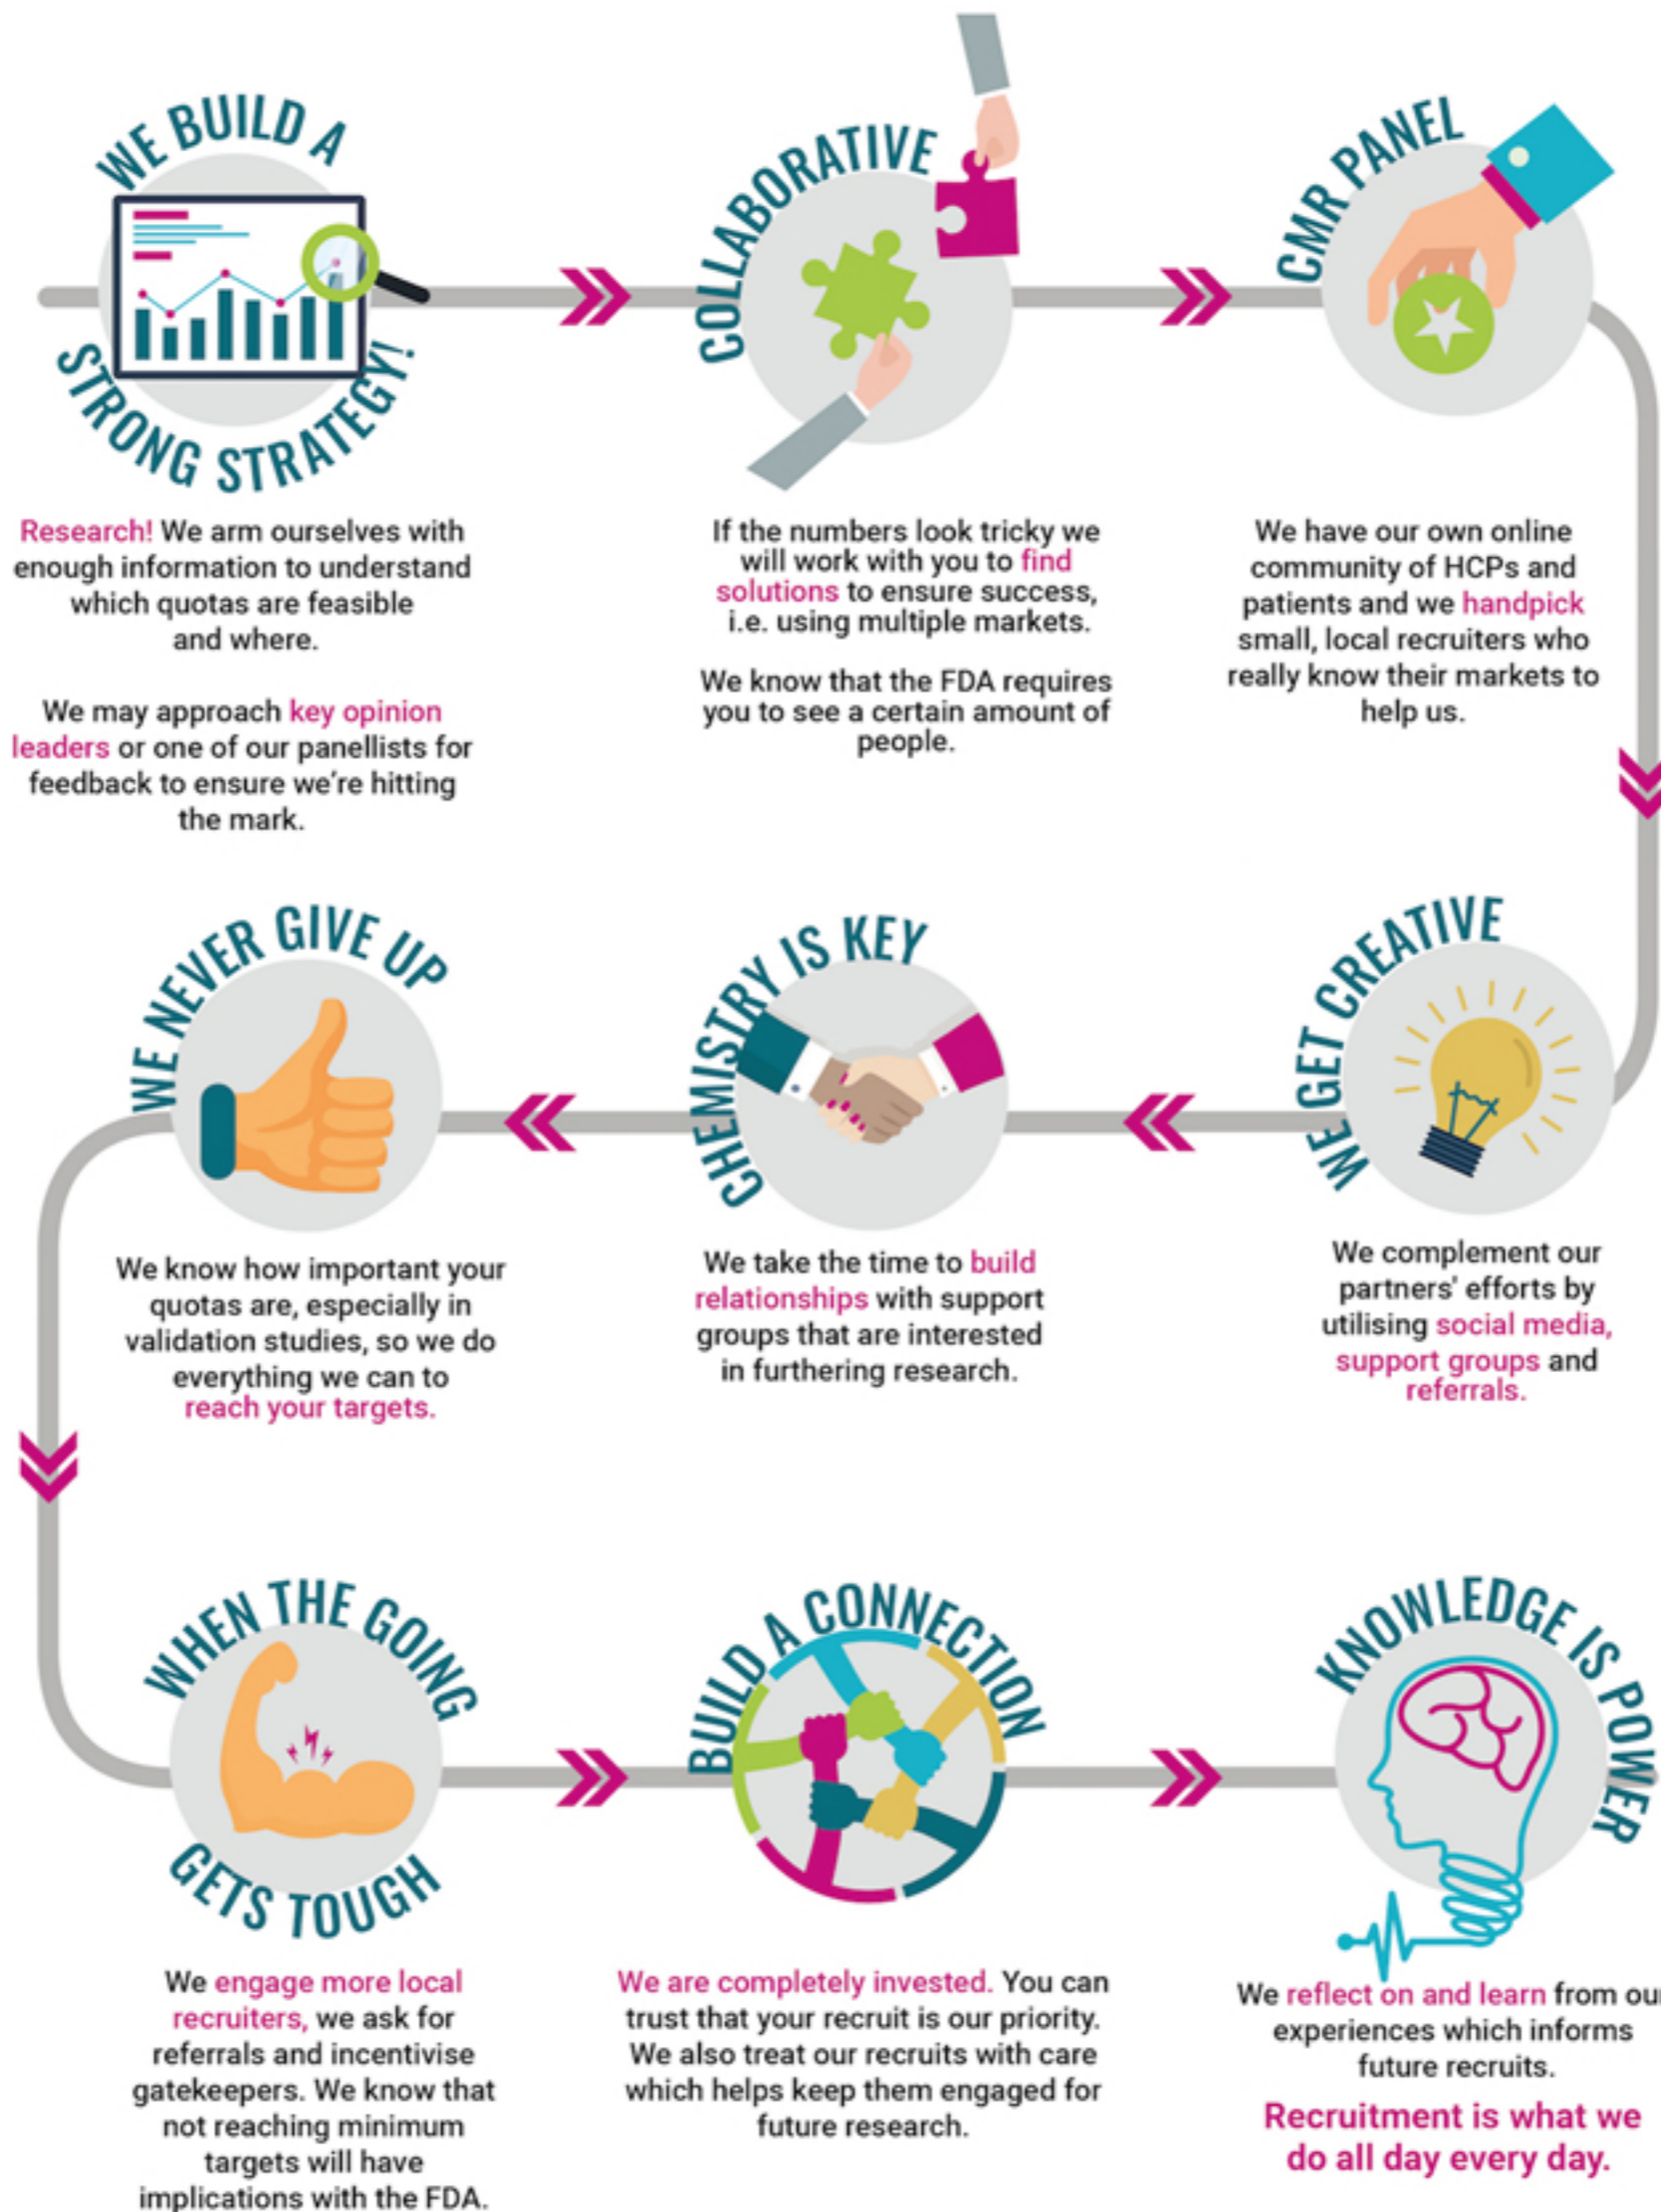 WE BUILD A
STRONG STRATEGY!
Research! We arm ourselves with
enough information to understand
which quotas are feasible
and where.
We may approach key opinion
leaders or one of our panellists for
feedback to ensure we're hitting
the mark.
COLLABORATIVE
If the numbers look tricky we
will work with you to find
solutions to ensure success,
i.e. using multiple markets.
We know that the FDA requires
you to see a certain amount of
people.
CMR PANEL
We have our own online
community of HCPs and
patients and we handpick
small, local recruiters who
really know their markets to
help us.
WE GET CREATIVE
We complement our
partners' efforts by
utilising social media,
support groups and
referrals.
CHEMISTRY IS KEY
We take the time to build
relationships with support
groups that are interested
in furthering research.
WE NEVER GIVE UP
We know how important your
quotas are, especially in
validation studies, so we do
everything we can to
reach your targets.
WHEN THE GOING
GETS TOUGH
We engage more local
recruiters, we ask for
referrals and incentivise
gatekeepers. We know that
not reaching minimum
targets will have
implications with the FDA.
BUILD A CONNECTION
We are completely invested. You can
trust that your recruit is our priority.
We also treat our recruits with care
which helps keep them engaged for
future research.
KNOWLEDGE IS POWER
We reflect on and learn from our
experiences which informs
future recruits.
Recruitment is what we
do all day every day.